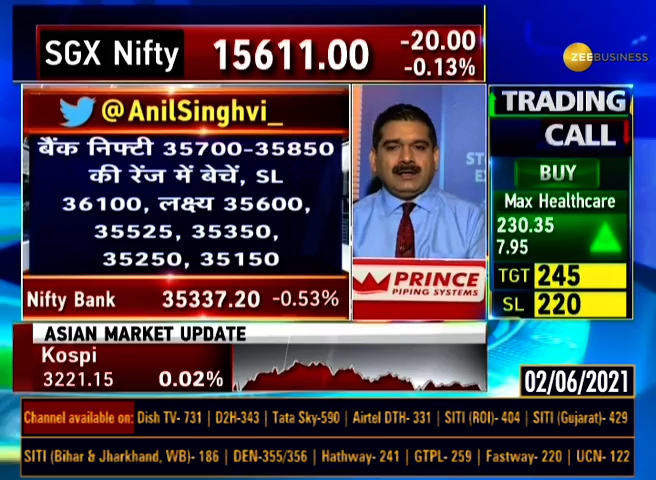 SGX Nifty 15611.00 -20.00
-0.13%
ZEE BUSINESS
@AnilSinghvi_
बैंक निफ्टी 35700-35850
की रेंज में बेचें, SL
36100, लक्ष्य 35600,
35525, 35350,
35250, 35150
Nifty Bank 35337.20 -0.53%
PRINCE
PIPING SYSTEMS
TRADING
CALL
BUY
Max Healthcare
230.35
7.95
TGT 245
SL 220
ASIAN MARKET UPDATE
Kospi
3221.15 0.02%
02/06/2021
Channel available on: Dish TV- 731 | D2H-343 | Tata Sky-590 | Airtel DTH- 331 | SITI (ROI)- 404 | SITI (Gujarat)- 429
SITI (Bihar & Jharkhand, WB)- 186 | DEN-355/356 | Hathway- 241 | GTPL- 259 | Fastway- 220 | UCN- 122